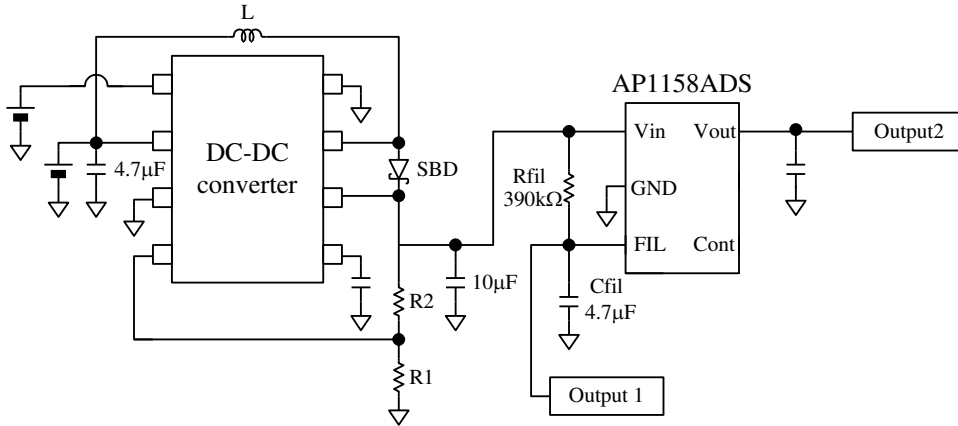 L
AP1158ADS
Vin
Vout
Output2
4.7μF
DC-DC
converter
SBD
Rfil
390kΩ
GND
FIL
Cont
R2
10μF
Cfil
4.7μF
R1
Output 1